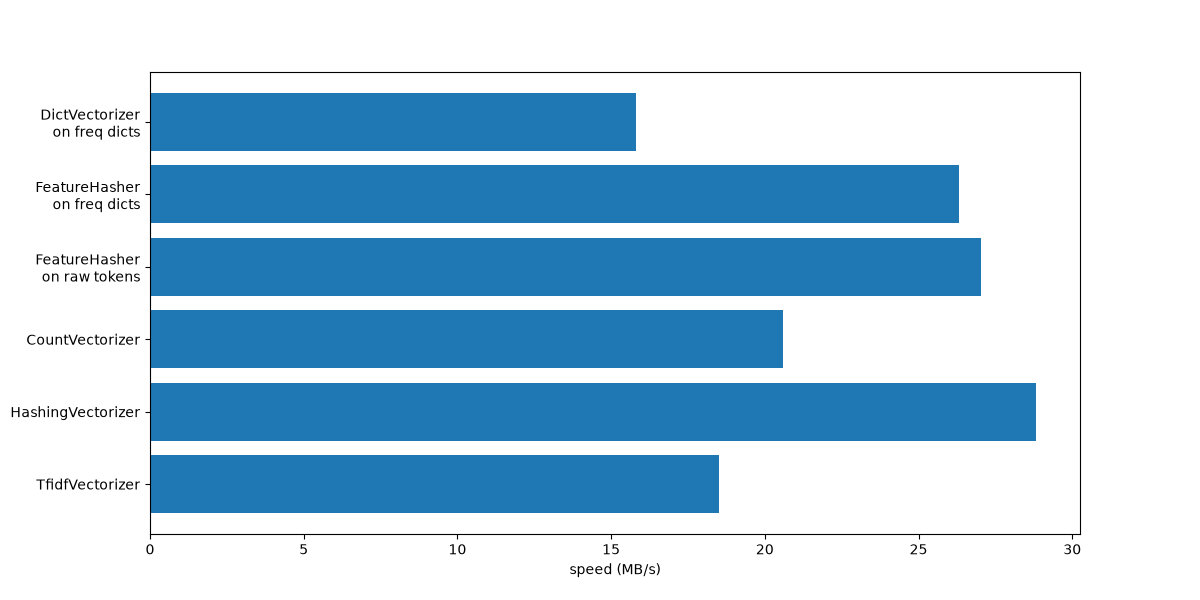 DictVectorizer
on freq dicts
FeatureHasher
on freq dicts
FeatureHasher
on raw tokens
CountVectorizer
HashingVectorizer
TfidfVectorizer
0 5 10 15 20 25 30
speed (MB/s)